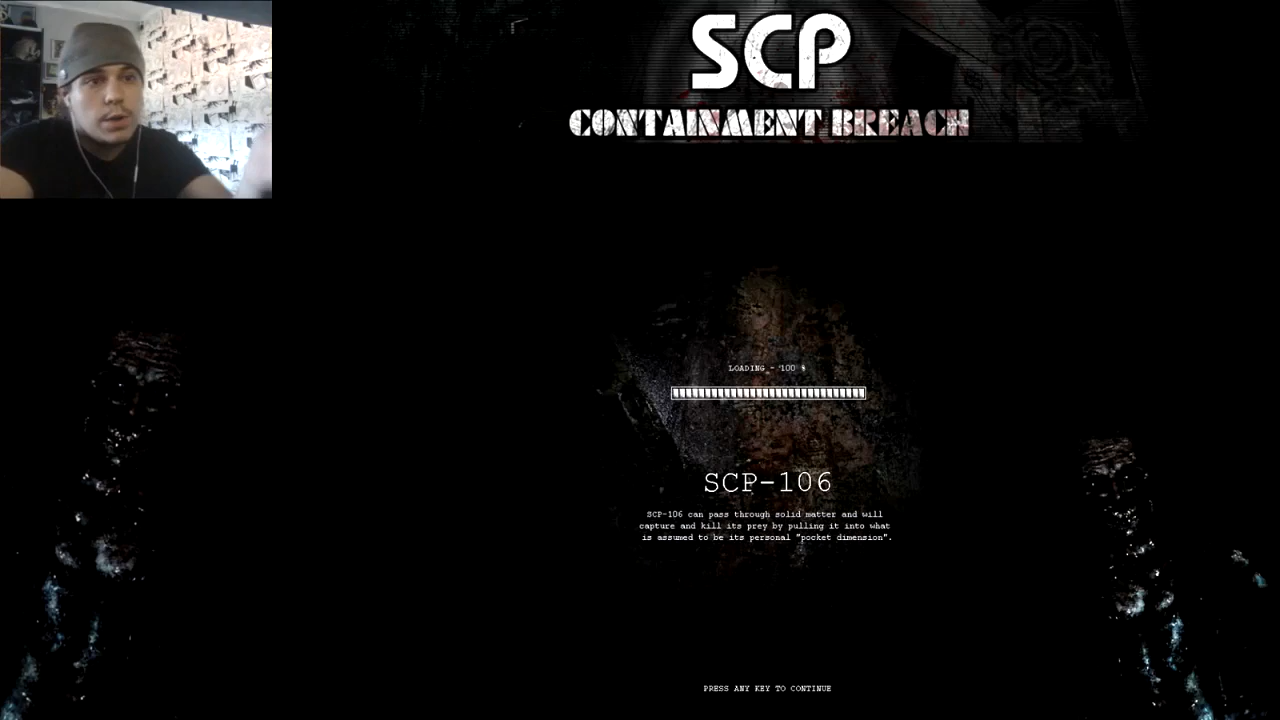 SCP
CONTAINMENT BREACH
LOADING - 100 %
SCP-106
SCP-106 can pass through solid matter and will
capture and kill its prey by pulling it into what
is assumed to be its personal "pocket dimension".
PRESS ANY KEY TO CONTINUE